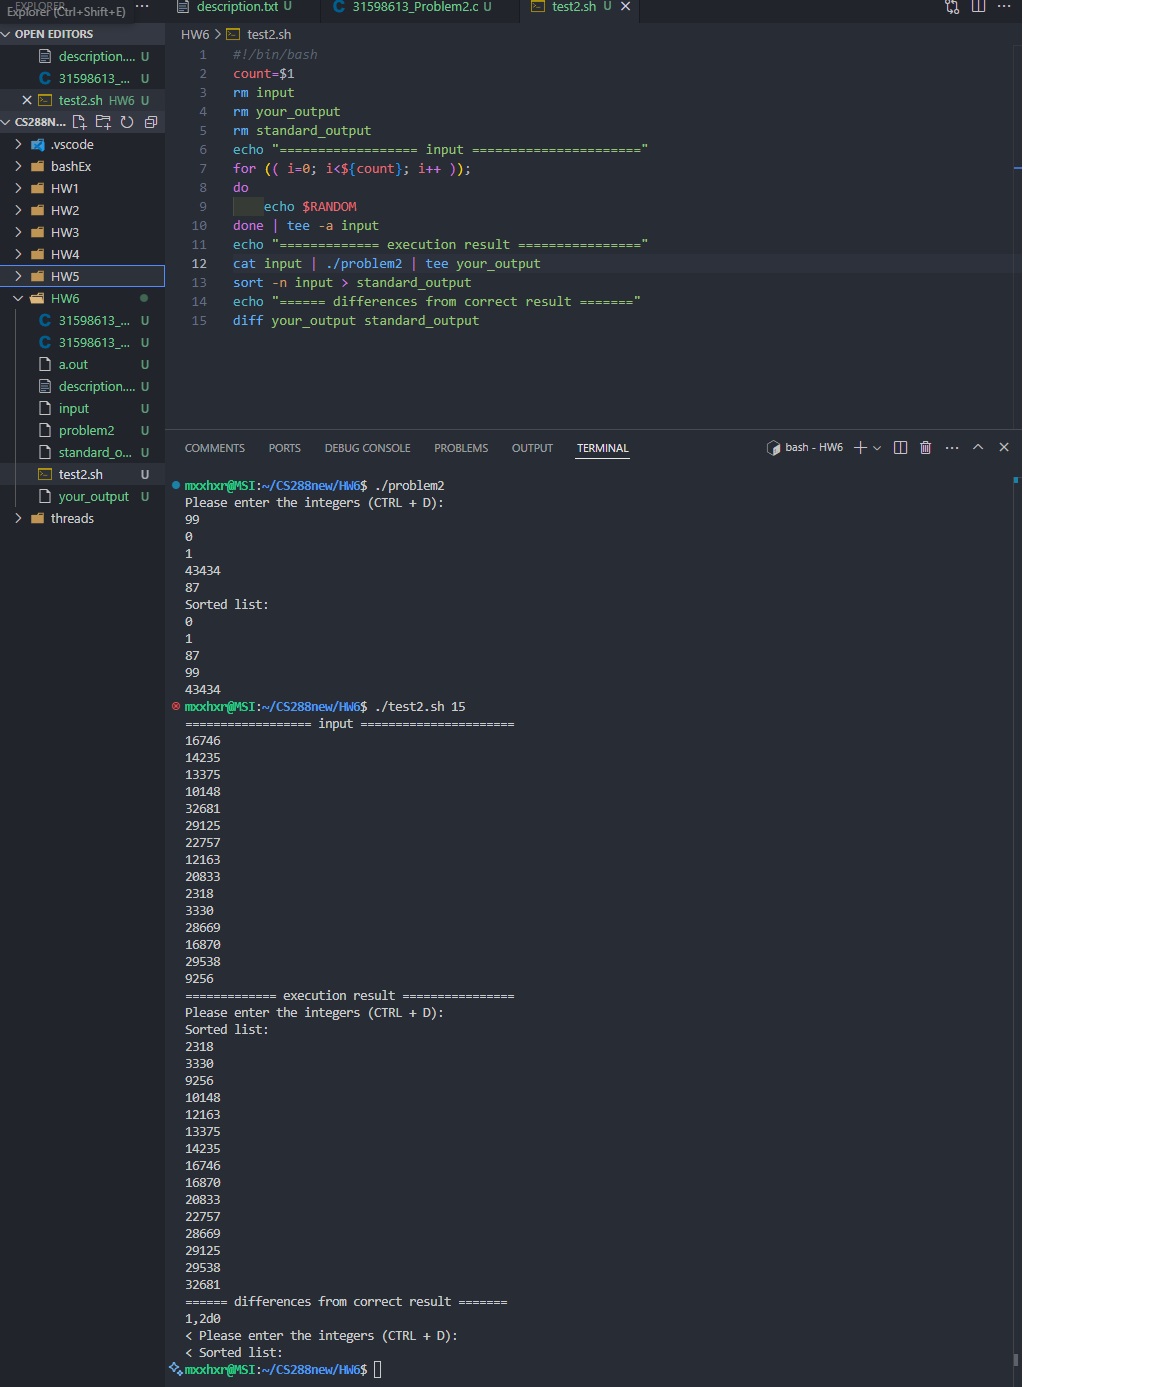 Explorer (Ctrl+Shift+E)
description.txt U
31598613_Problem2.c U
test2.sh U
OPEN EDITORS
description.... U
31598613_... U
test2.sh HW6 U
CS288N...
.vscode
bashEx
HW1
HW2
HW3
HW4
HW5
HW6
31598613_... U
31598613_... U
a.out U
description.... U
input U
problem2 U
standard_o... U
test2.sh U
your_output U
threads
HW6 > test2.sh
1 #!/bin/bash
2 count=$1
3 rm input
4 rm your_output
5 rm standard_output
6 echo "================== input ======================"
7 for (( i=0; i<${count}; i++ ));
8 do
9 echo $RANDOM
10 done | tee -a input
11 echo "============= execution result ================"
12 cat input | ./problem2 | tee your_output
13 sort -n input > standard_output
14 echo "====== differences from correct result ======="
15 diff your_output standard_output
COMMENTS PORTS DEBUG CONSOLE PROBLEMS OUTPUT TERMINAL
bash - HW6
mxxhxr@MSI:~/CS288new/HW6$ ./problem2
Please enter the integers (CTRL + D):
99
0
1
43434
87
Sorted list:
0
1
87
99
43434
mxxhxr@MSI:~/CS288new/HW6$ ./test2.sh 15
================== input ======================
16746
14235
13375
10148
32681
29125
22757
12163
20833
2318
3330
28669
16870
29538
9256
============= execution result ================
Please enter the integers (CTRL + D):
Sorted list:
2318
3330
9256
10148
12163
13375
14235
16746
16870
20833
22757
28669
29125
29538
32681
====== differences from correct result =======
1,2d0
< Please enter the integers (CTRL + D):
< Sorted list:
mxxhxr@MSI:~/CS288new/HW6$